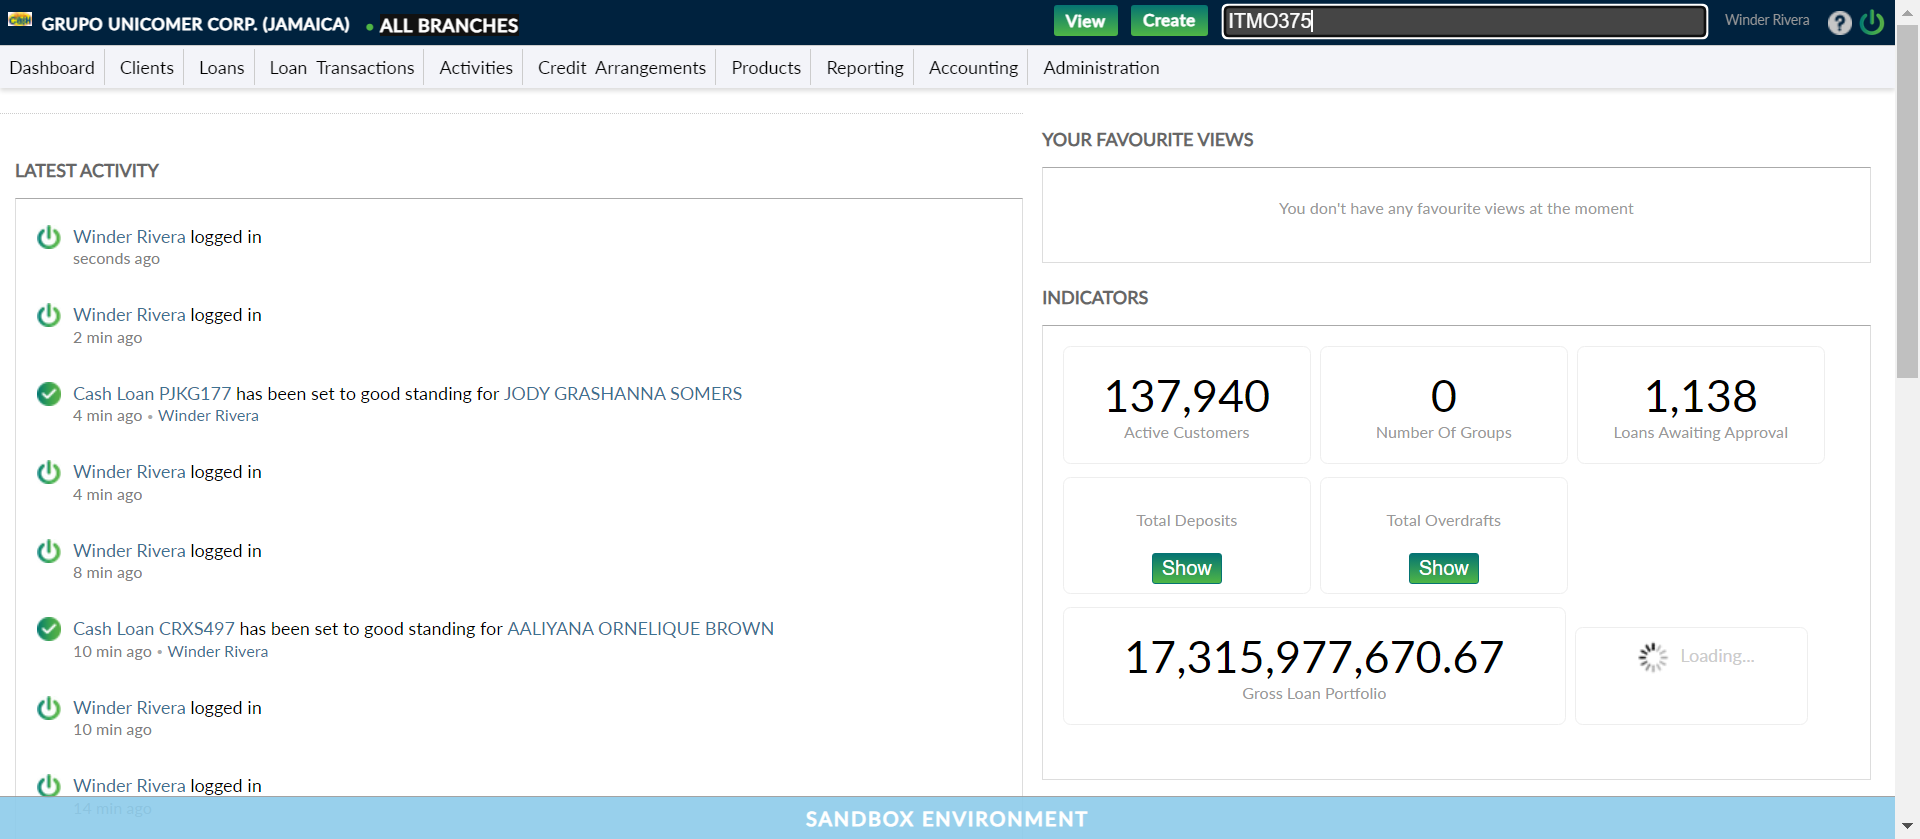 GRUPO UNICOMER CORP. (JAMAICA) • ALL BRANCHES View Create ITMO375 Winder Rivera ?
Dashboard Clients Loans Loan Transactions Activities Credit Arrangements Products Reporting Accounting Administration
LATEST ACTIVITY
Winder Rivera logged in
seconds ago
Winder Rivera logged in
2 min ago
Cash Loan PJKG177 has been set to good standing for JODY GRASHANNA SOMERS
4 min ago • Winder Rivera
Winder Rivera logged in
4 min ago
Winder Rivera logged in
8 min ago
Cash Loan CRXS497 has been set to good standing for AALIYANA ORNELIQUE BROWN
10 min ago • Winder Rivera
Winder Rivera logged in
10 min ago
Winder Rivera logged in
14 min ago
YOUR FAVOURITE VIEWS
You don't have any favourite views at the moment
INDICATORS
137,940
Active Customers
0
Number Of Groups
1,138
Loans Awaiting Approval
Total Deposits
Show
Total Overdrafts
Show
17,315,977,670.67
Gross Loan Portfolio
Loading...
SANDBOX ENVIRONMENT